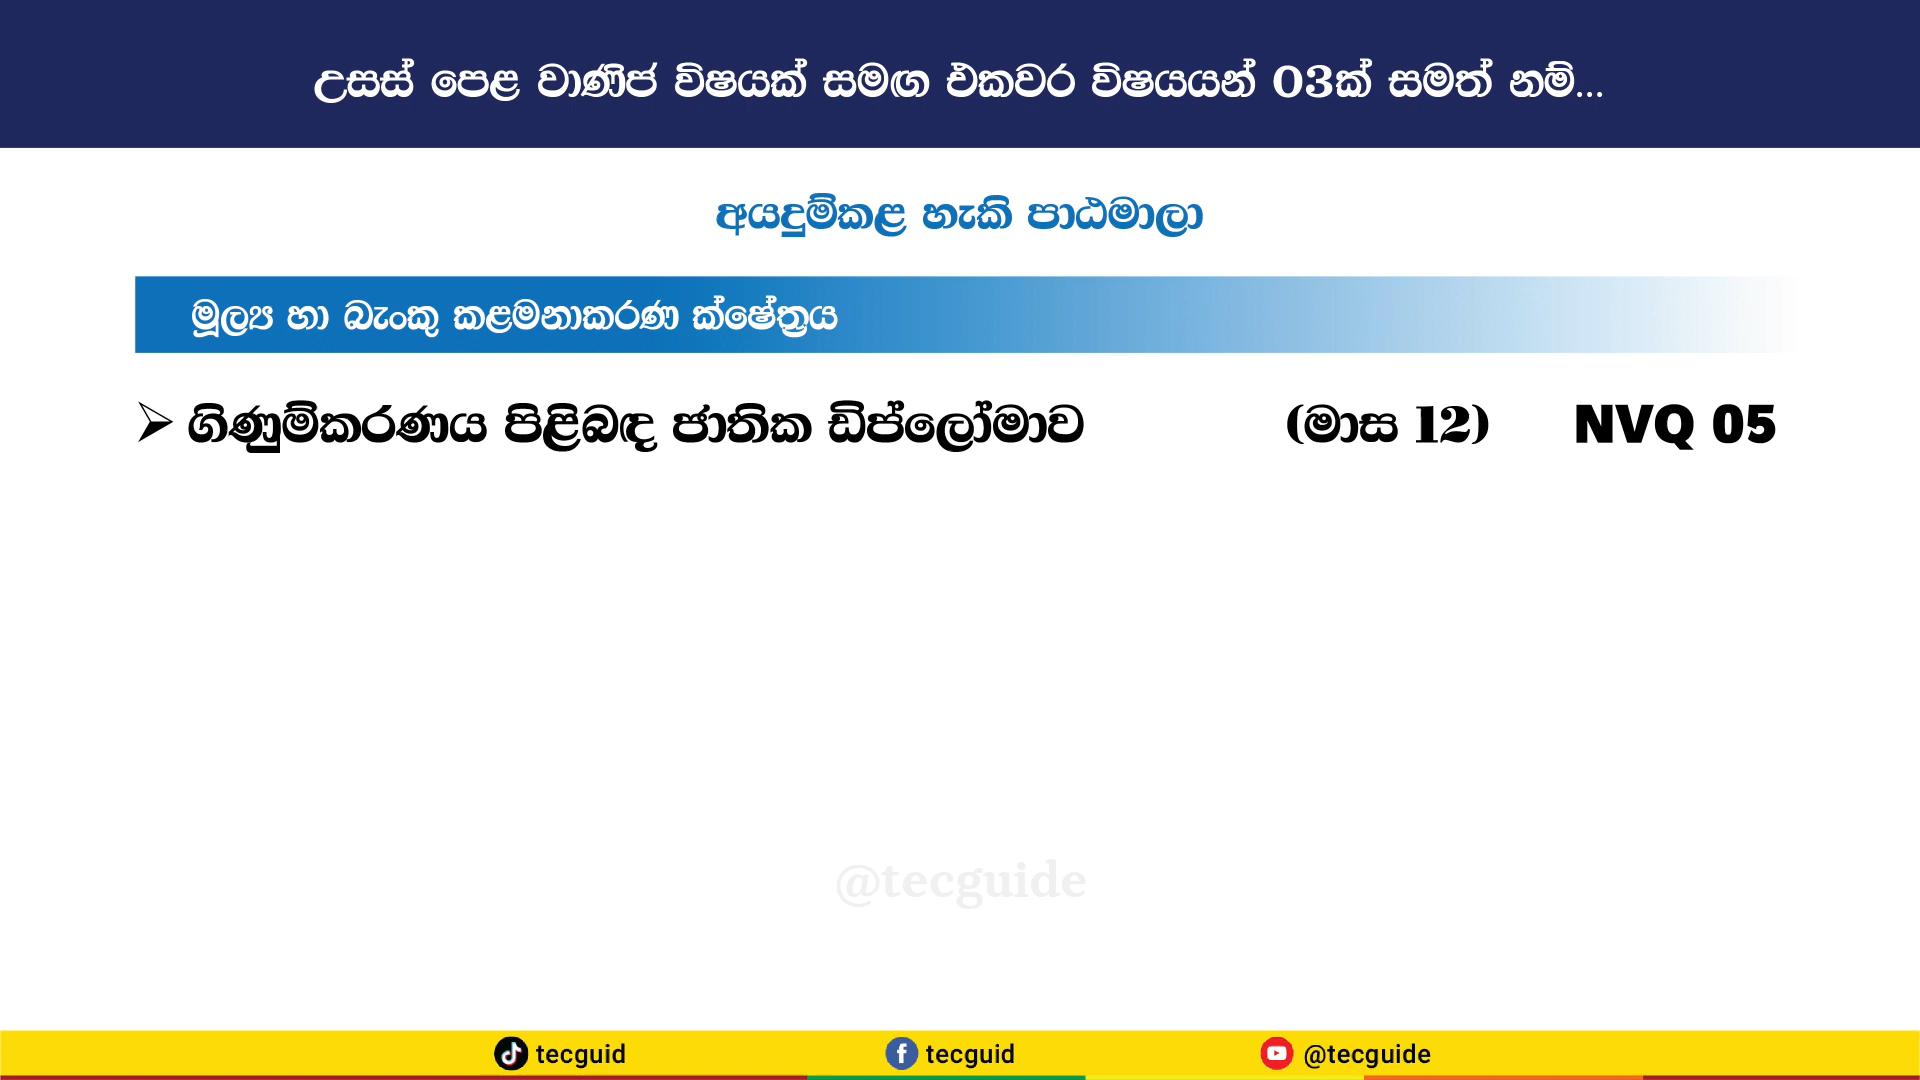 උසස් පෙළ වාණිජ විෂයක් සමඟ එකවර විෂයයන් 03ක් සමත් නම්...
අයදුම්කළ හැකි පාඨමාලා
මූල්‍ය හා බැංකු කළමනාකරණ ක්ෂේත්‍රය
➢ ගිණුම්කරණය පිළිබඳ ජාතික ඩිප්ලෝමාව (මාස 12) NVQ 05
@tecguide
tecguid tecguid @tecguide